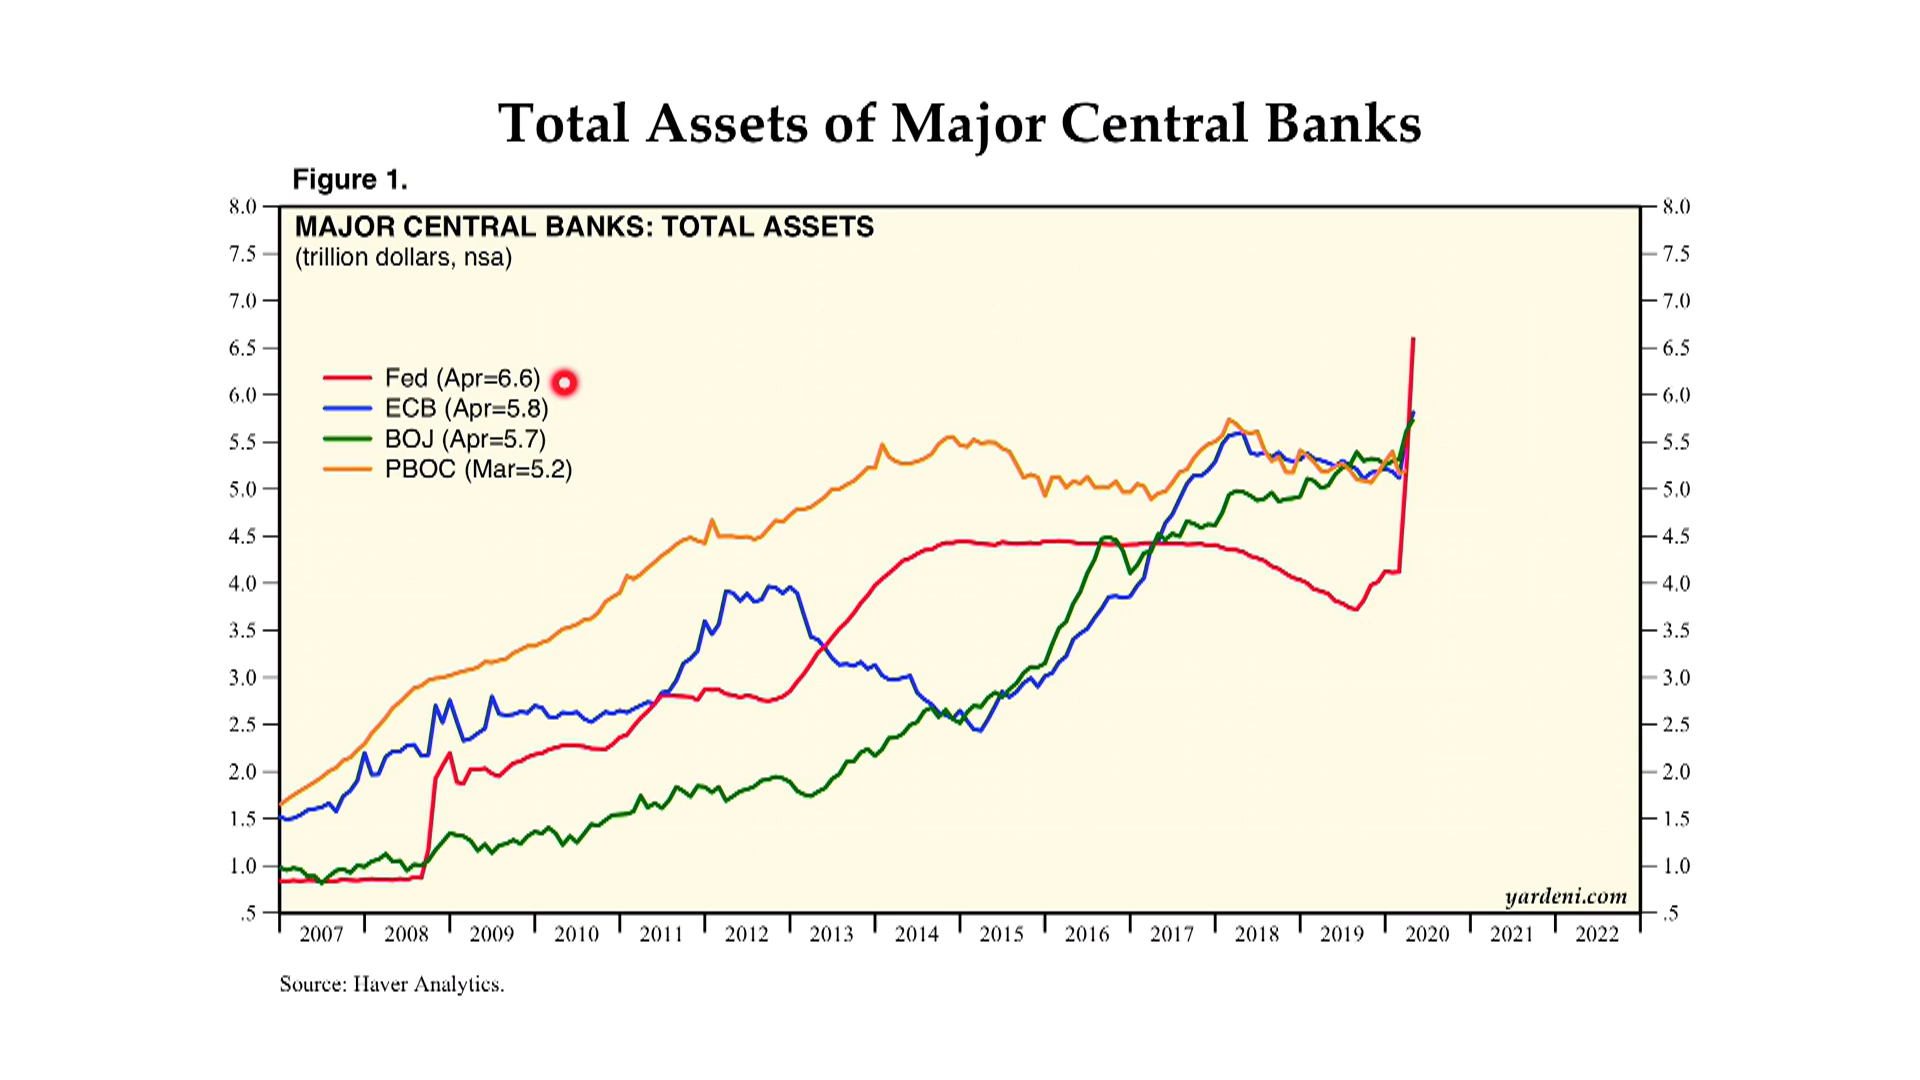 Total Assets of Major Central Banks
Figure 1.
MAJOR CENTRAL BANKS: TOTAL ASSETS
(trillion dollars, nsa)
8.0 8.0
7.5 7.5
7.0 7.0
6.5 6.5
6.0 6.0
5.5 5.5
5.0 5.0
4.5 4.5
4.0 4.0
3.5 3.5
3.0 3.0
2.5 2.5
2.0 2.0
1.5 1.5
1.0 1.0
.5 .5
Fed (Apr=6.6)
ECB (Apr=5.8)
BOJ (Apr=5.7)
PBOC (Mar=5.2)
yardeni.com
2007 2008 2009 2010 2011 2012 2013 2014 2015 2016 2017 2018 2019 2020 2021 2022
Source: Haver Analytics.